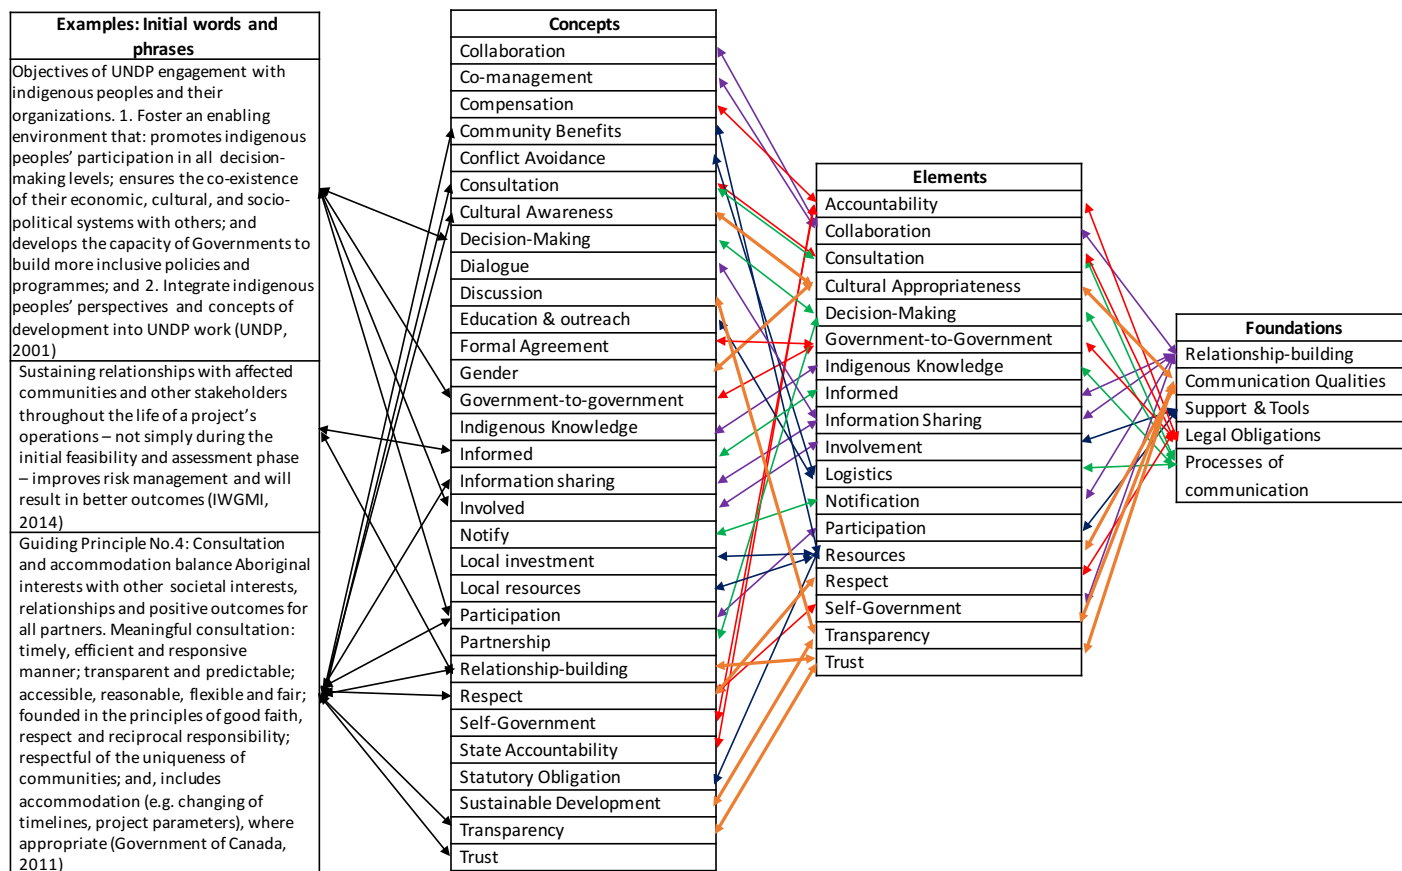 Examples: Initial words and
phrases
Objectives of UNDP engagement with
indigenous peoples and their
organizations. 1. Foster an enabling
environment that: promotes indigenous
peoples’ participation in all decision-
making levels; ensures the co-existence
of their economic, cultural, and socio-
political systems with others; and
develops the capacity of Governments to
build more inclusive policies and
programmes; and 2. Integrate indigenous
peoples’ perspectives and concepts of
development into UNDP work (UNDP,
2001)
Sustaining relationships with affected
communities and other stakeholders
throughout the life of a project’s
operations – not simply during the
initial feasibility and assessment phase
– improves risk management and will
result in better outcomes (IWGMI,
2014)
Guiding Principle No.4: Consultation
and accommodation balance Aboriginal
interests with other societal interests,
relationships and positive outcomes for
all partners. Meaningful consultation:
timely, efficient and responsive
manner; transparent and predictable;
accessible, reasonable, flexible and fair;
founded in the principles of good faith,
respect and reciprocal responsibility;
respectful of the uniqueness of
communities; and, includes
accommodation (e.g. changing of
timelines, project parameters), where
appropriate (Government of Canada,
2011)
Concepts
Collaboration
Co-management
Compensation
Community Benefits
Conflict Avoidance
Consultation
Cultural Awareness
Decision-Making
Dialogue
Discussion
Education & outreach
Formal Agreement
Gender
Government-to-government
Indigenous Knowledge
Informed
Information sharing
Involved
Notify
Local investment
Local resources
Participation
Partnership
Relationship-building
Respect
Self-Government
State Accountability
Statutory Obligation
Sustainable Development
Transparency
Trust
Elements
Accountability
Collaboration
Consultation
Cultural Appropriateness
Decision-Making
Government-to-Government
Indigenous Knowledge
Informed
Information Sharing
Involvement
Logistics
Notification
Participation
Resources
Respect
Self-Government
Transparency
Trust
Foundations
Relationship-building
Communication Qualities
Support & Tools
Legal Obligations
Processes of
communication